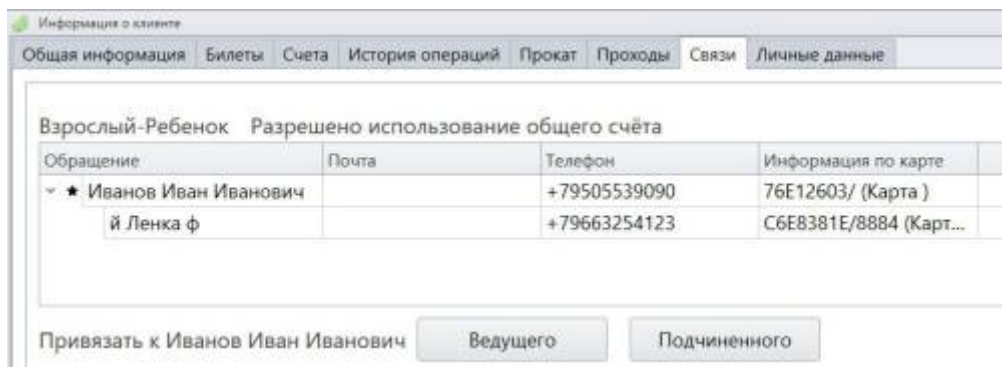 Информация о клиенте
Общая информация Билеты Счета История операций Прокат Проходы Связи Личные данные
Взрослый-Ребенок Разрешено использование общего счёта
Обращение Почта Телефон Информация по карте
Иванов Иван Иванович +79505539090 76E12603/ (Карта )
й Ленка ф +79663254123 C6E8381E/8884 (Карт...
Привязать к Иванов Иван Иванович Ведущего Подчиненного